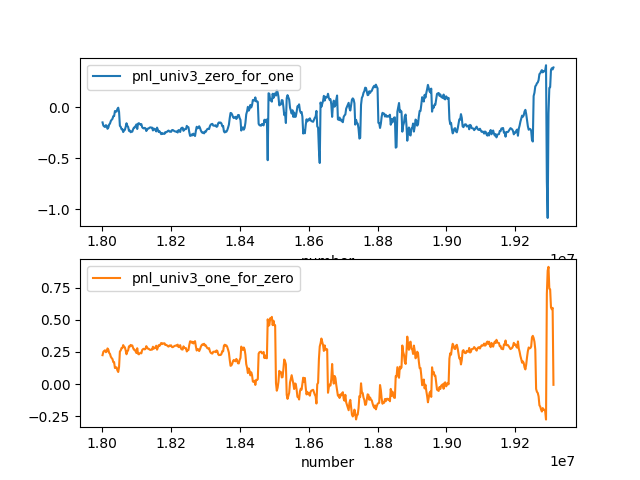 pnl_univ3_zero_for_one
0.0
−0.5
−1.0
1.80 1.82 1.84 1.86 1.88 1.90 1.92
number
1e7
pnl_univ3_one_for_zero
0.75
0.50
0.25
0.00
−0.25
1.80 1.82 1.84 1.86 1.88 1.90 1.92
number
1e7